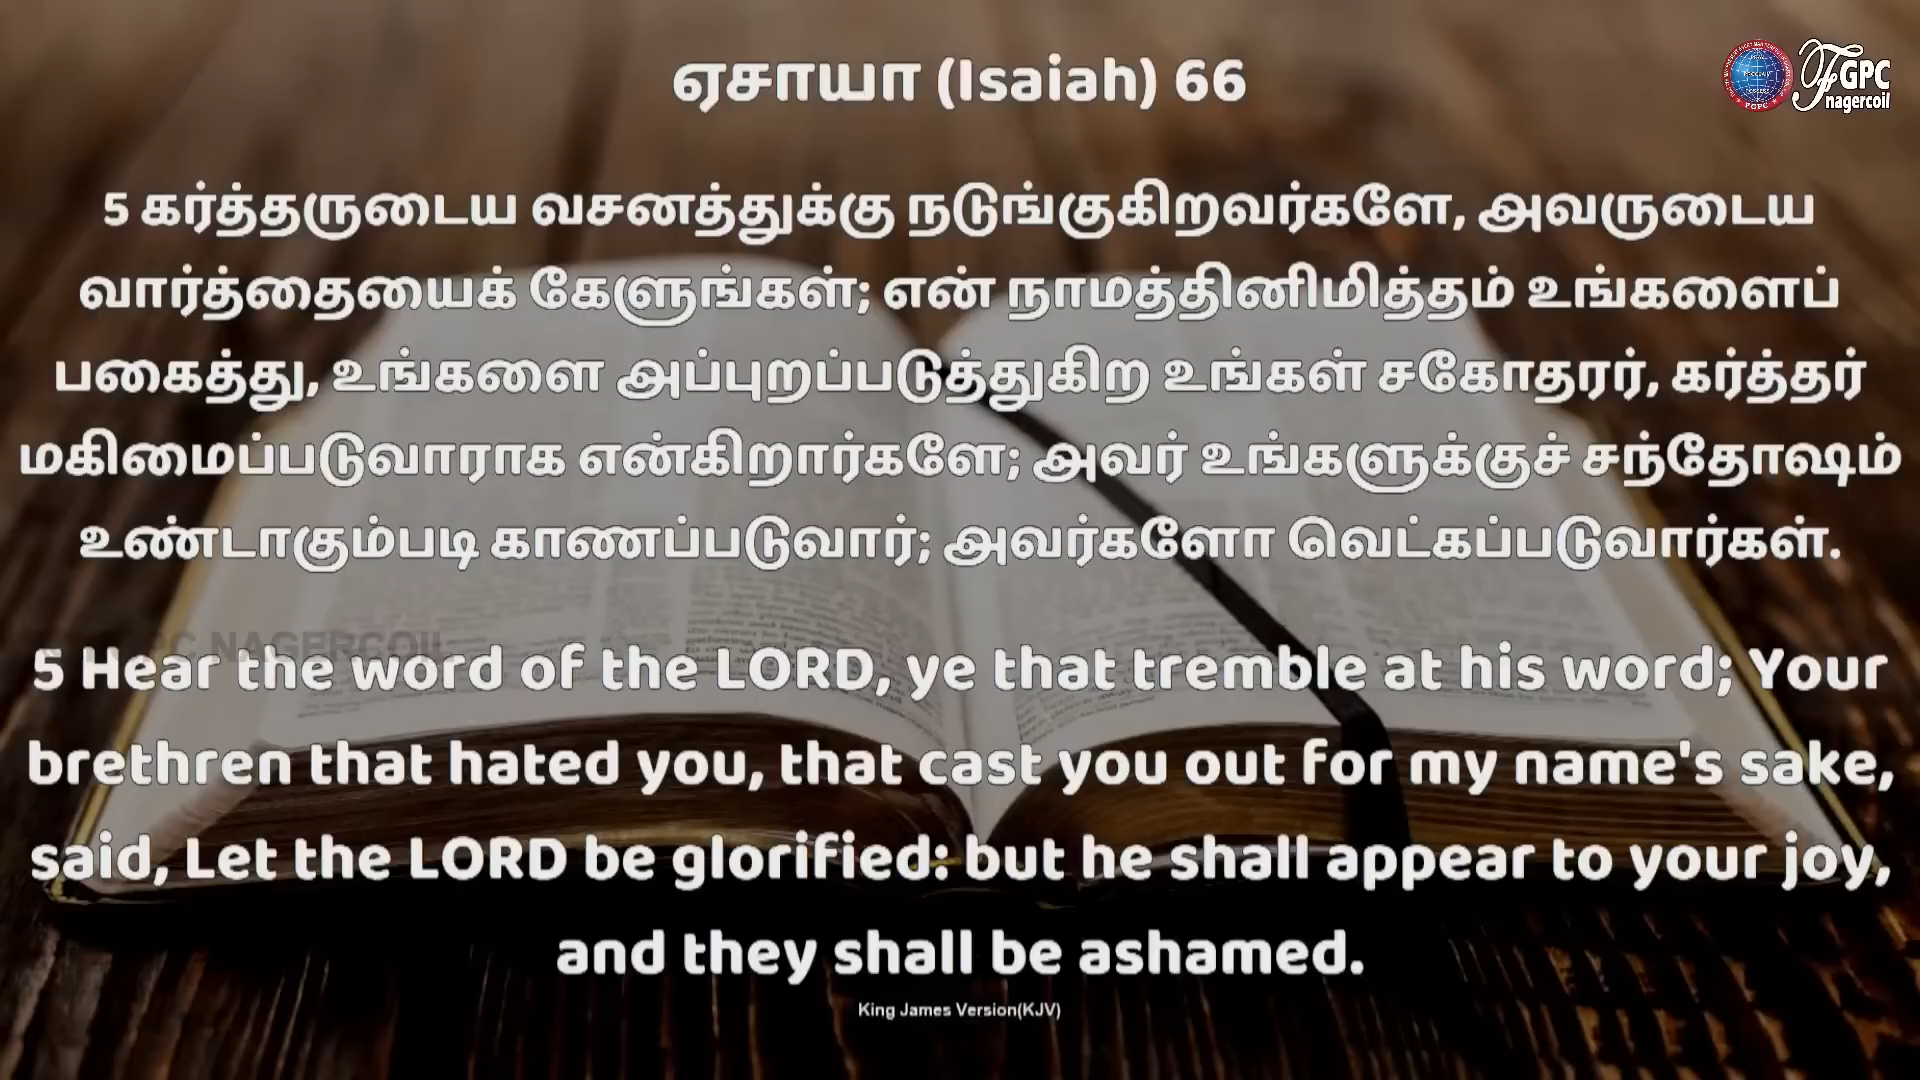 ஏசாயா (Isaiah) 66
FGPC
nagercoil
5 கர்த்தருடைய வசனத்துக்கு நடுங்குகிறவர்களே, அவருடைய
வார்த்தையைக் கேளுங்கள்; என் நாமத்தினிமித்தம் உங்களைப்
பகைத்து, உங்களை அப்புறப்படுத்துகிற உங்கள் சகோதரர், கர்த்தர்
மகிமைப்படுவாராக என்கிறார்களே; அவர் உங்களுக்குச் சந்தோஷம்
உண்டாகும்படி காணப்படுவார்; அவர்களோ வெட்கப்படுவார்கள்.
PC NAGERCOIL
5 Hear the word of the LORD, ye that tremble at his word; Your
brethren that hated you, that cast you out for my name's sake,
said, Let the LORD be glorified: but he shall appear to your joy,
and they shall be ashamed.
King James Version(KJV)